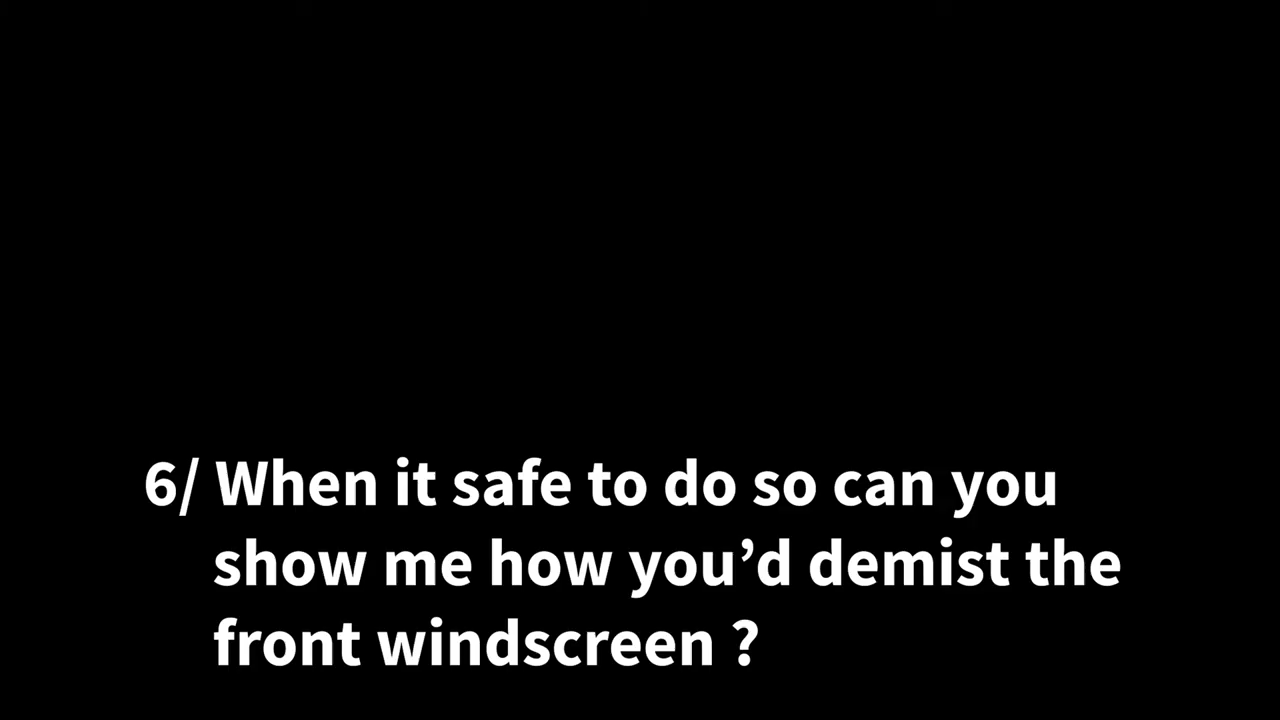 6/ When it safe to do so can you
show me how you’d demist the
front windscreen ?